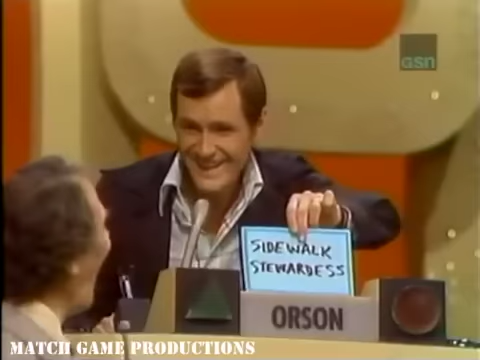 GSN
SIDEWALK
STEWARDESS
ORSON
MATCH GAME PRODUCTIONS